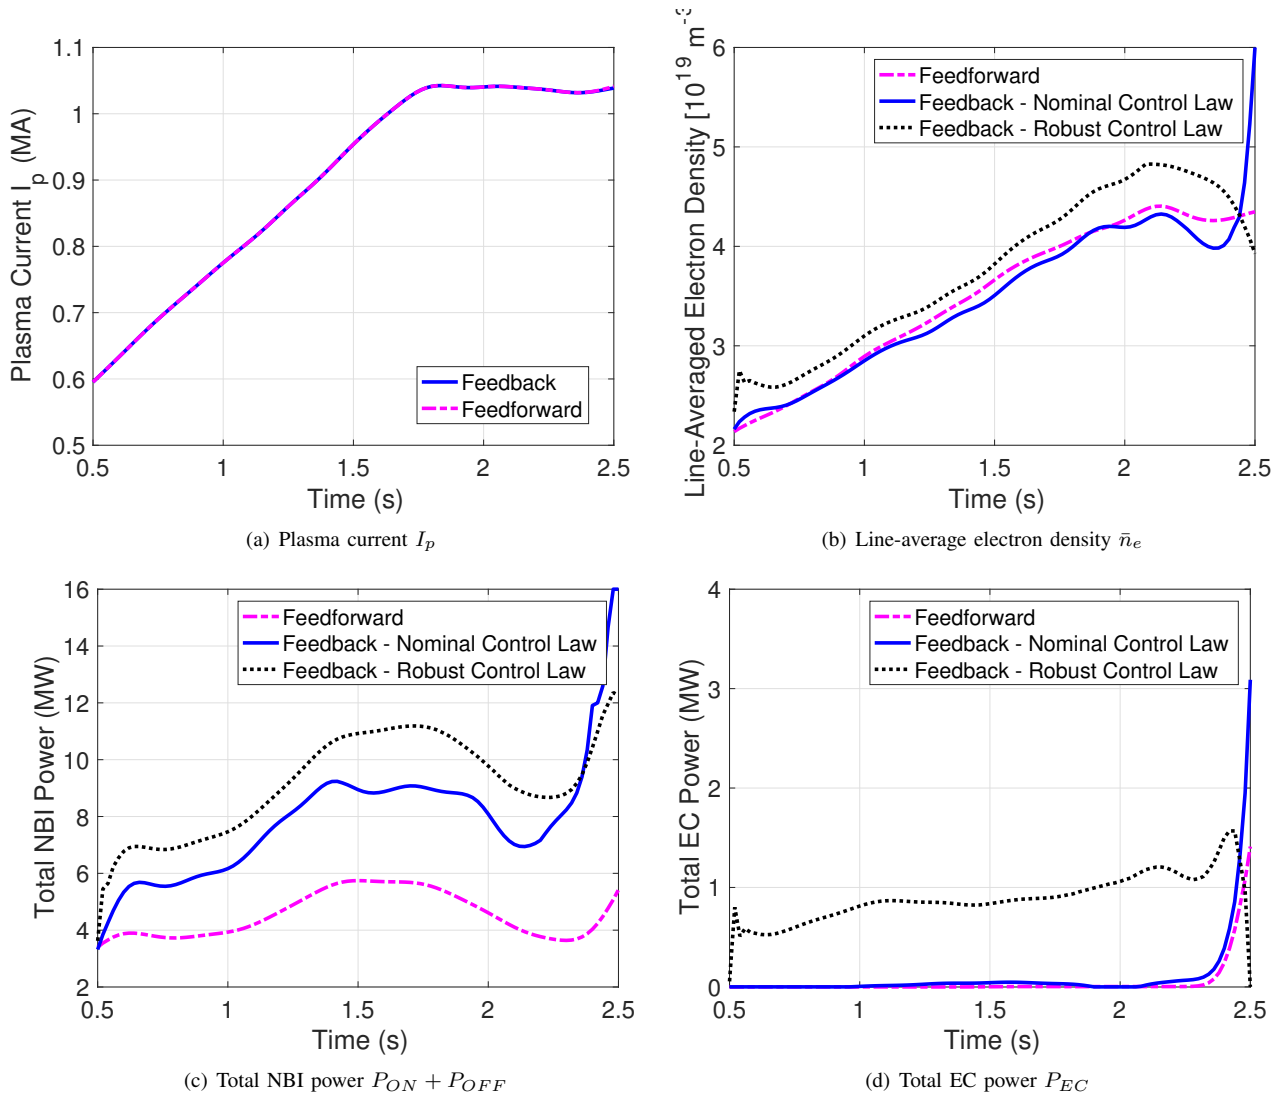 1.1
1
0.9
0.8
0.7
0.6
0.5
0.5
1
1.5
2
2.5
Plasma Current I_p (MA)
Time (s)
Feedback
Feedforward
(a) Plasma current I_p
6
5
4
3
2
0.5
1
1.5
2
2.5
Line-Averaged Electron Density [10^19 m^-3
Time (s)
Feedforward
Feedback - Nominal Control Law
Feedback - Robust Control Law
(b) Line-average electron density n̄_e
16
14
12
10
8
6
4
2
0.5
1
1.5
2
2.5
Total NBI Power (MW)
Time (s)
Feedforward
Feedback - Nominal Control Law
Feedback - Robust Control Law
(c) Total NBI power P_ON + P_OFF
4
3
2
1
0
0.5
1
1.5
2
2.5
Total EC Power (MW)
Time (s)
Feedforward
Feedback - Nominal Control Law
Feedback - Robust Control Law
(d) Total EC power P_EC